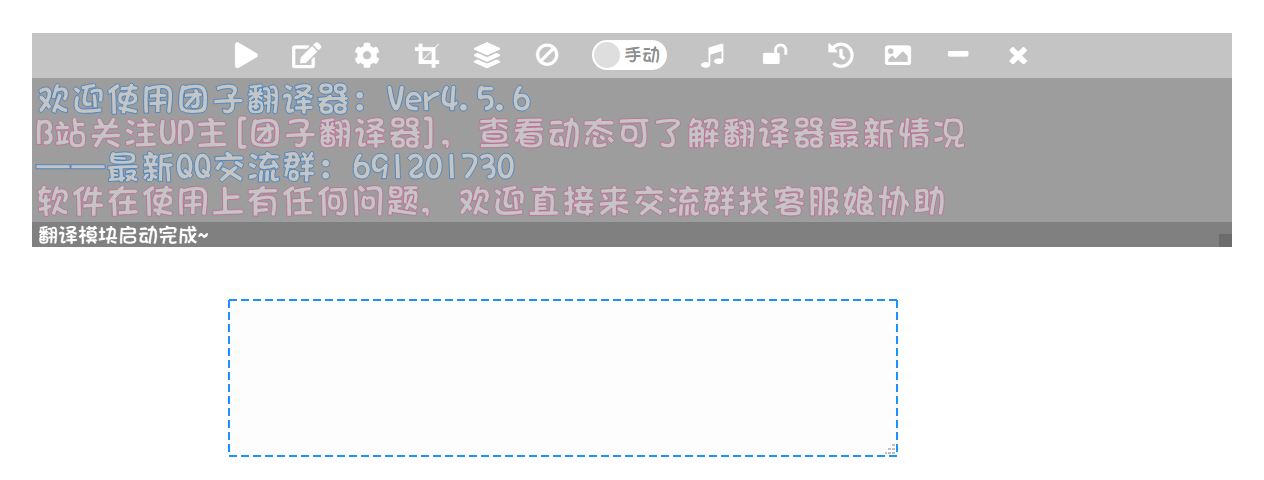 手动
欢迎使用团子翻译器：Ver4.5.6
B站关注UP主[团子翻译器]，查看动态可了解翻译器最新情况
——最新QQ交流群：691201730
软件在使用上有任何问题，欢迎直接来交流群找客服娘协助
翻译模块启动完成~